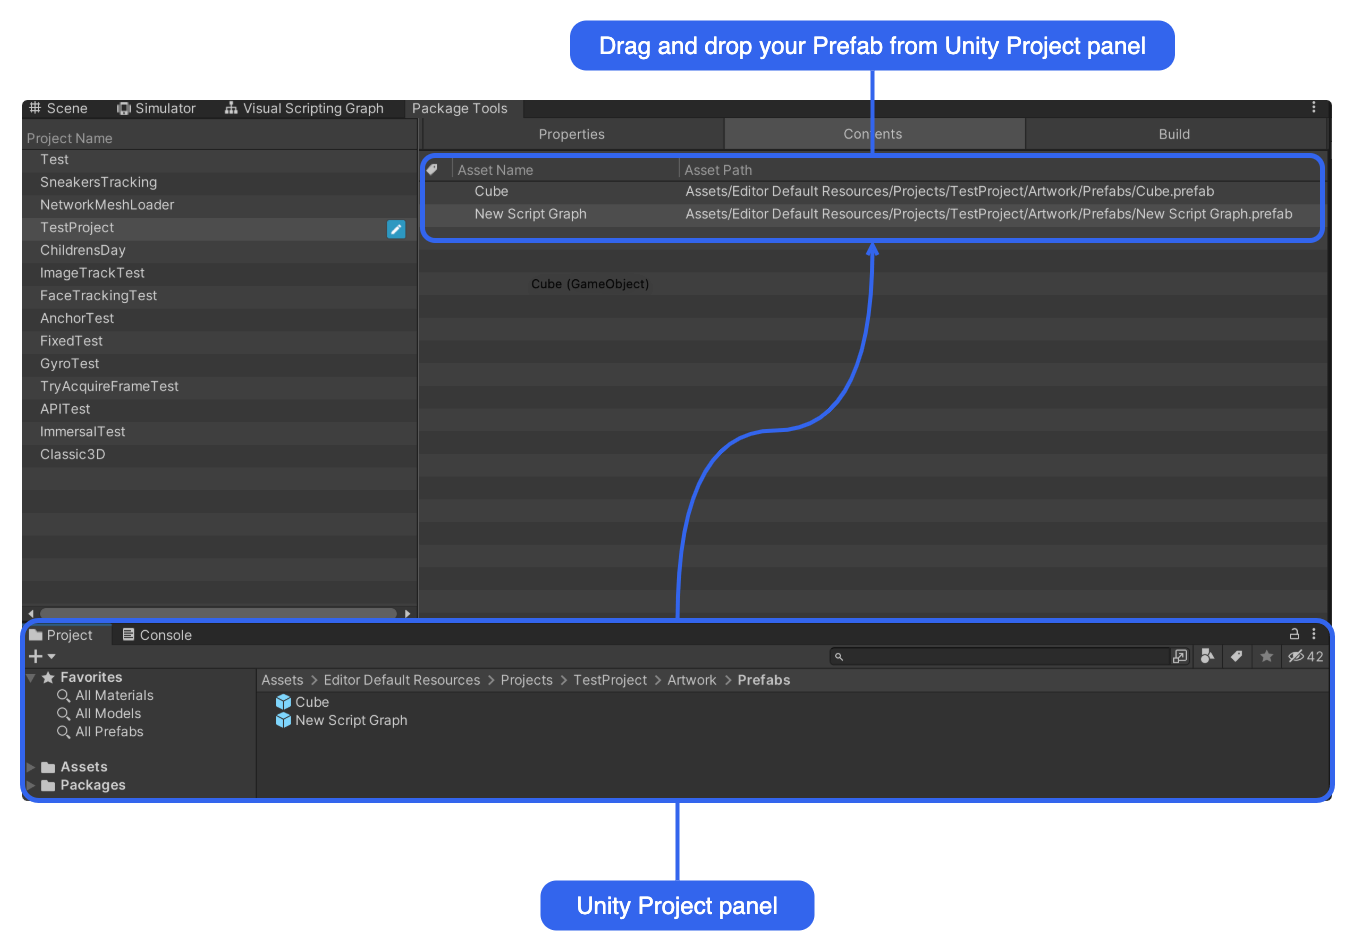 Drag and drop your Prefab from Unity Project panel
Scene Simulator Visual Scripting Graph Package Tools
Project Name
Test
SneakersTracking
NetworkMeshLoader
TestProject
ChildrensDay
ImageTrackTest
FaceTrackingTest
AnchorTest
FixedTest
GyroTest
TryAcquireFrameTest
APITest
ImmersalTest
Classic3D
Properties Contents Build
Asset Name Asset Path
Cube Assets/Editor Default Resources/Projects/TestProject/Artwork/Prefabs/Cube.prefab
New Script Graph Assets/Editor Default Resources/Projects/TestProject/Artwork/Prefabs/New Script Graph.prefab
Cube (GameObject)
Project Console
42
Favorites
All Materials
All Models
All Prefabs
Assets
Packages
Assets > Editor Default Resources > Projects > TestProject > Artwork > Prefabs
Cube
New Script Graph
Unity Project panel